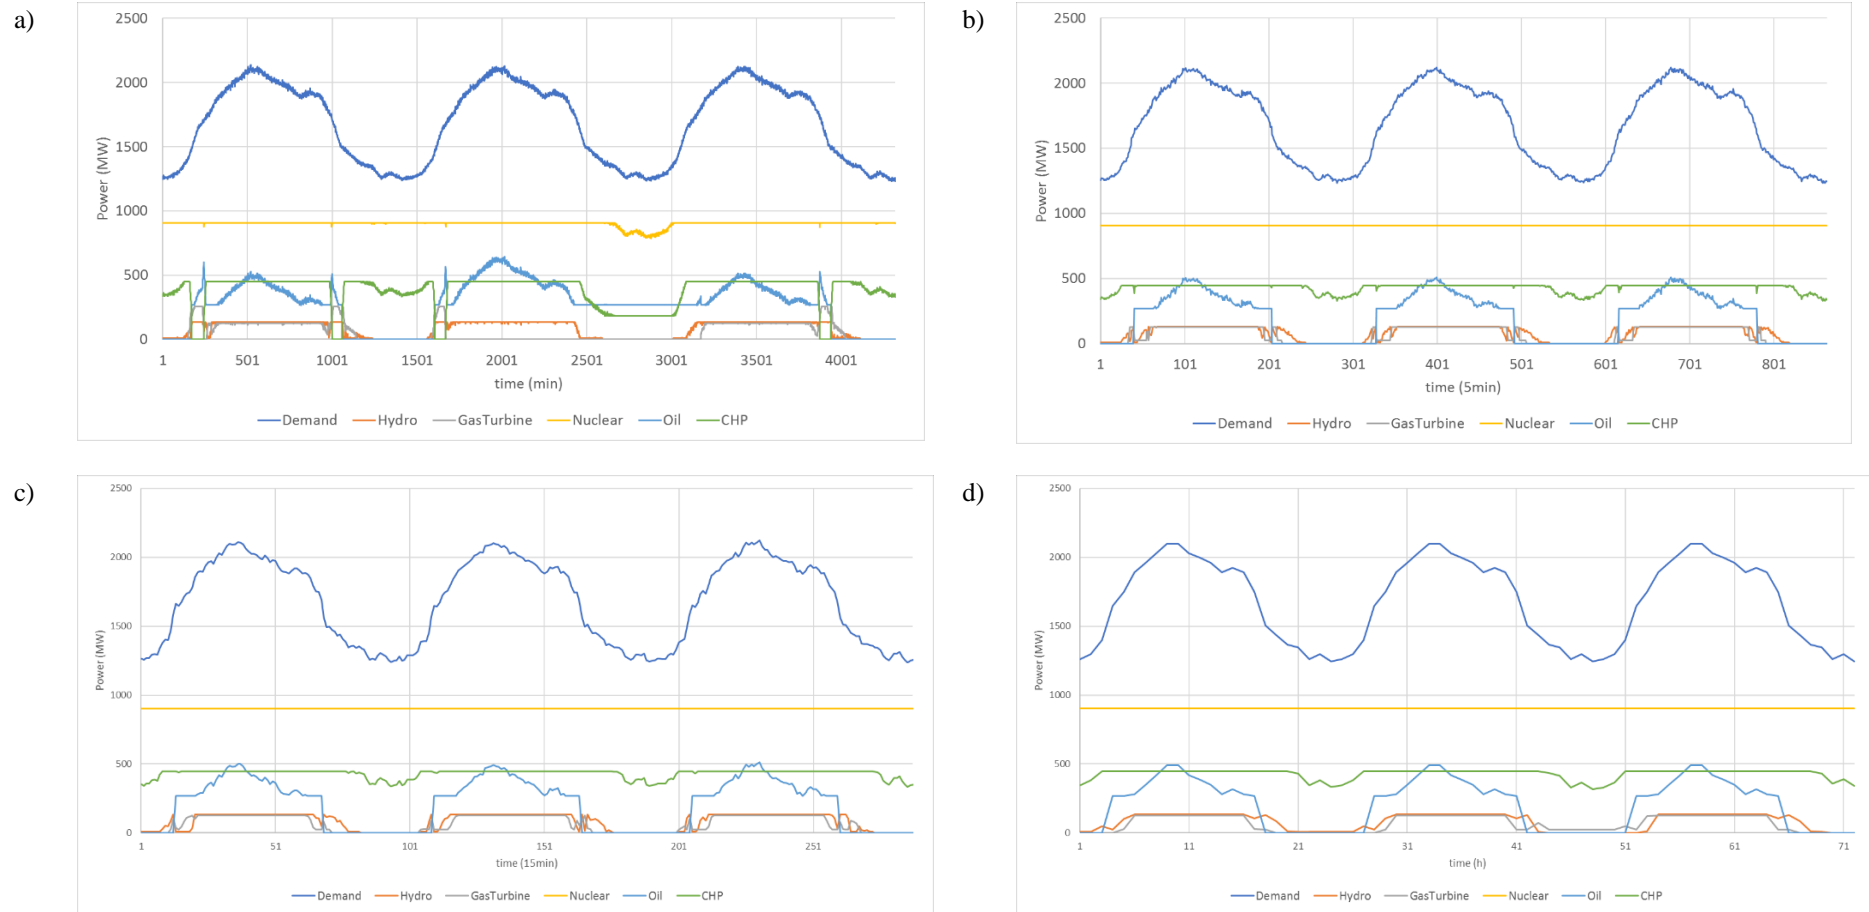 a)
2500
2000
1500
1000
500
0
Power (MW)
1 501 1001 1501 2001 2501 3001 3501 4001
time (min)
Demand Hydro GasTurbine Nuclear Oil CHP
b)
2500
2000
1500
1000
500
0
Power (MW)
1 101 201 301 401 501 601 701 801
time (5min)
Demand Hydro GasTurbine Nuclear Oil CHP
c)
2500
2000
1500
1000
500
0
Power (MW)
1 51 101 151 201 251
time (15min)
Demand Hydro GasTurbine Nuclear Oil CHP
d)
2500
2000
1500
1000
500
0
Power (MW)
1 11 21 31 41 51 61 71
time (h)
Demand Hydro GasTurbine Nuclear Oil CHP